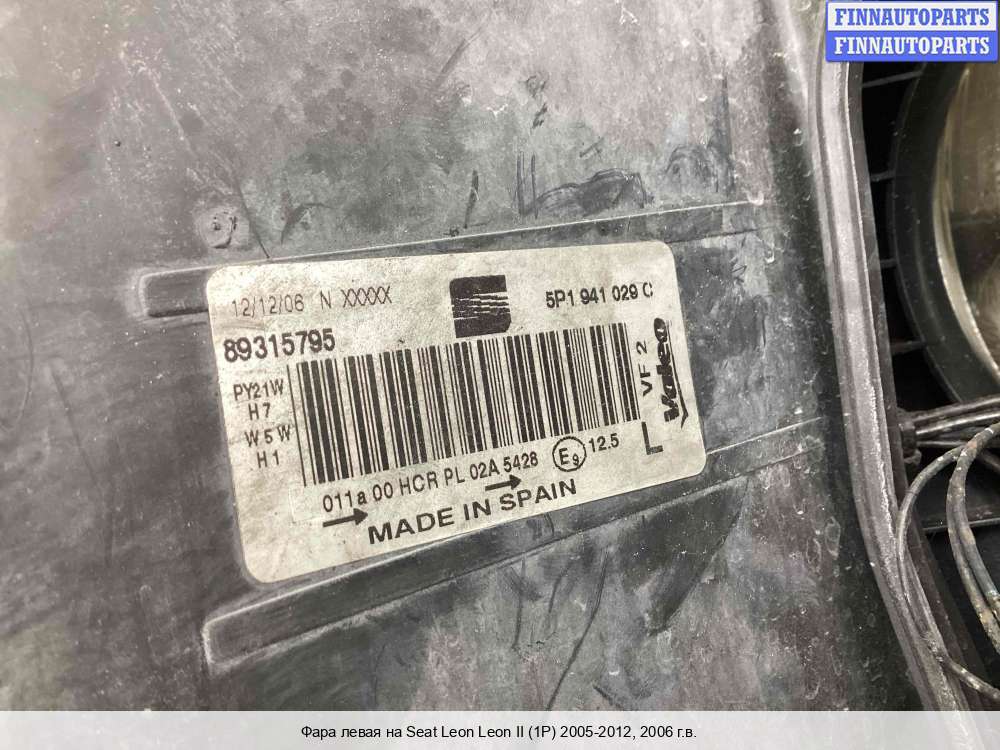 FINNAUTOPARTS
FINNAUTOPARTS
12/12/06 N XXXXX
5P1 941 029 C
89315795
PY21W
H7
W5W
H1
VF 2
Valeo
L
011a 00 HCR PL 02A 5428 E9 12.5
MADE IN SPAIN
Фара левая на Seat Leon Leon II (1P) 2005-2012, 2006 г.в.